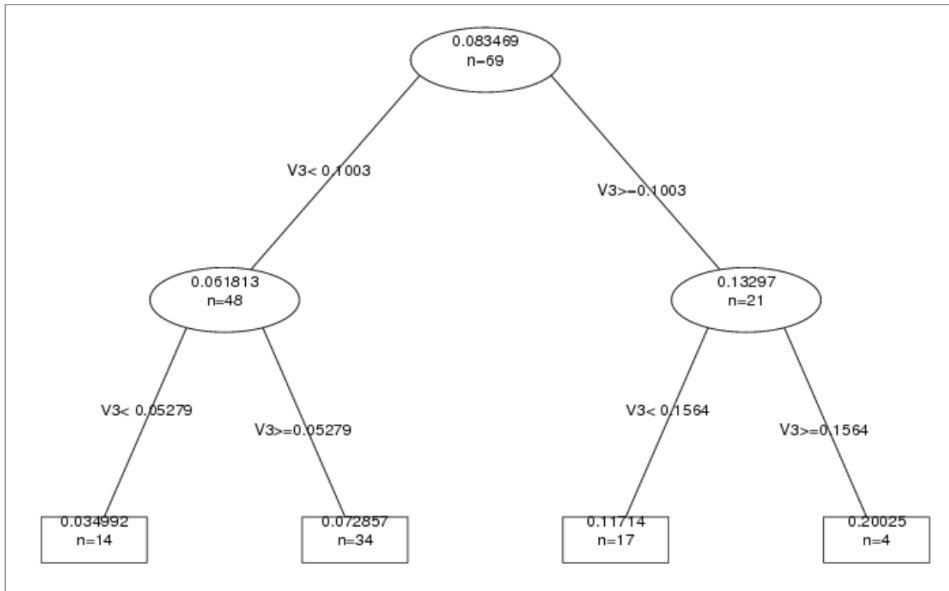 0.083469
n=69
V3< 0.1003
V3>=0.1003
0.061813
n=48
0.13297
n=21
V3< 0.05279
V3>=0.05279
V3< 0.1564
V3>=0.1564
0.034992
n=14
0.072857
n=34
0.11714
n=17
0.20025
n=4